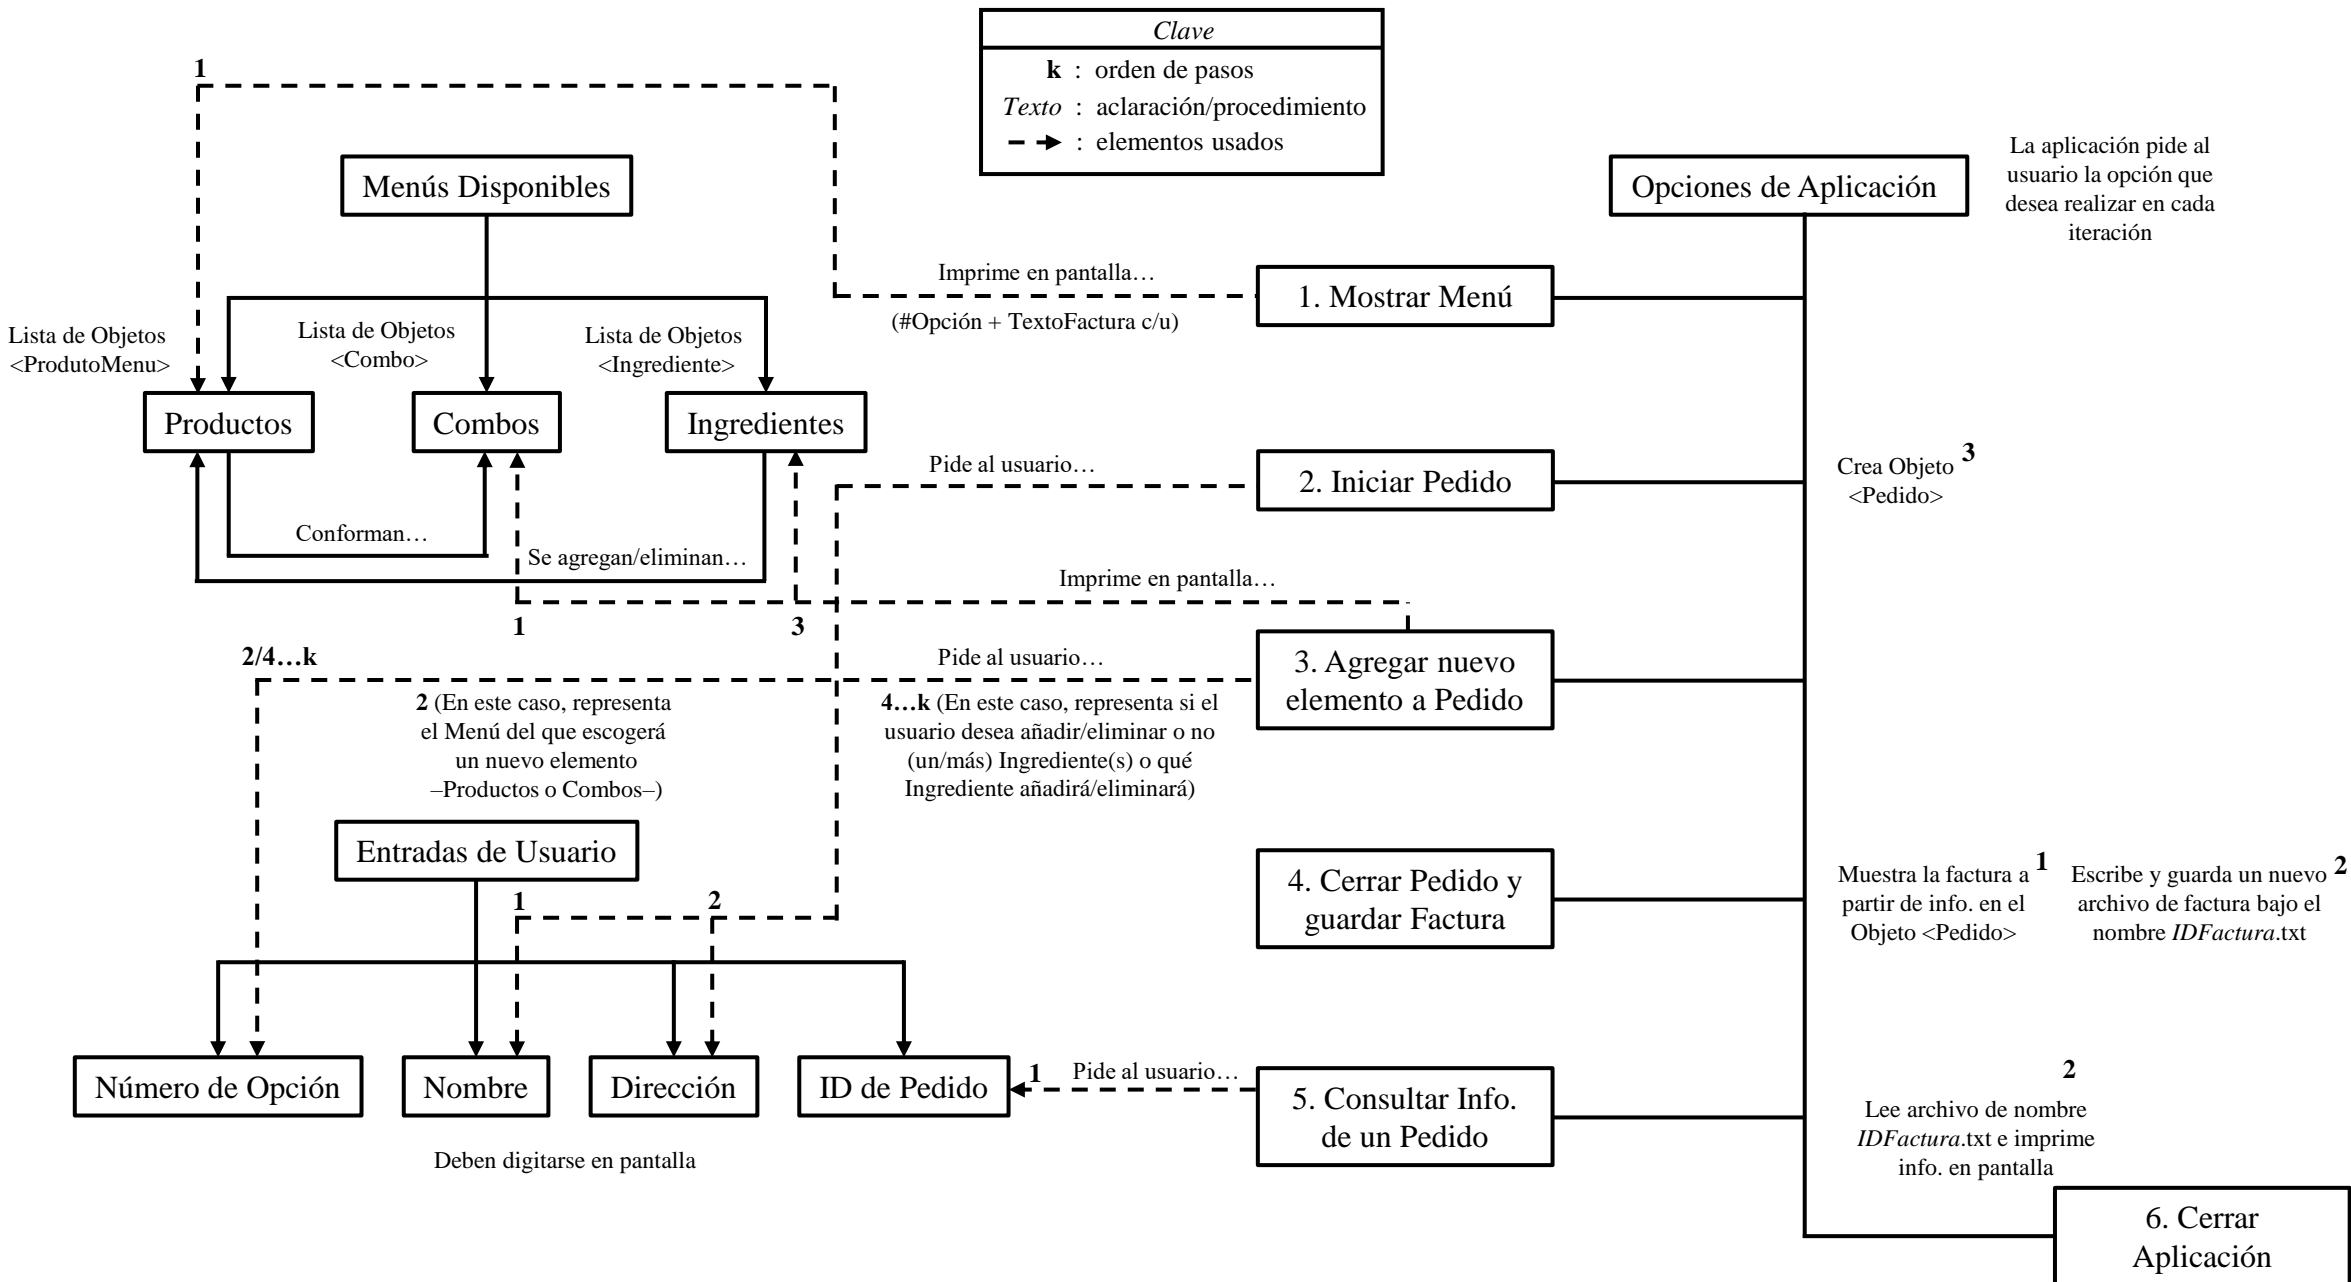 Clave
k : orden de pasos
Texto : aclaración/procedimiento
: elementos usados
1
Menús Disponibles
Lista de Objetos
<ProdutoMenu>
Lista de Objetos
<Combo>
Lista de Objetos
<Ingrediente>
Productos
Combos
Ingredientes
Conforman…
Se agregan/eliminan…
Opciones de Aplicación
La aplicación pide al
usuario la opción que
desea realizar en cada
iteración
Imprime en pantalla…
(#Opción + TextoFactura c/u)
1. Mostrar Menú
Pide al usuario…
2. Iniciar Pedido
Crea Objeto 3
<Pedido>
Imprime en pantalla…
1
3
2/4…k
Pide al usuario…
3. Agregar nuevo
elemento a Pedido
2 (En este caso, representa
el Menú del que escogerá
un nuevo elemento
–Productos o Combos–)
4…k (En este caso, representa si el
usuario desea añadir/eliminar o no
(un/más) Ingrediente(s) o qué
Ingrediente añadirá/eliminará)
Entradas de Usuario
1
2
4. Cerrar Pedido y
guardar Factura
Muestra la factura a 1
partir de info. en el
Objeto <Pedido>
Escribe y guarda un nuevo 2
archivo de factura bajo el
nombre IDFactura.txt
Número de Opción
Nombre
Dirección
ID de Pedido
1
Pide al usuario…
5. Consultar Info.
de un Pedido
2
Lee archivo de nombre
IDFactura.txt e imprime
info. en pantalla
Deben digitarse en pantalla
6. Cerrar
Aplicación